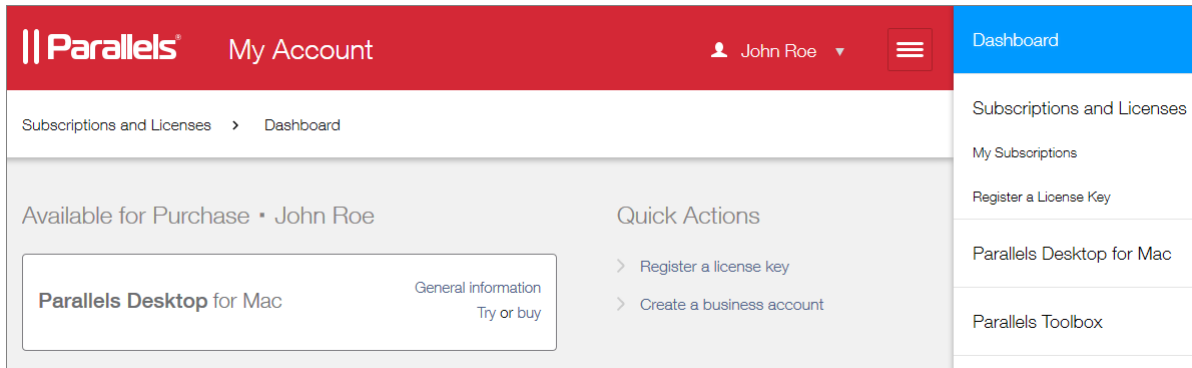 || Parallels® My Account John Roe ▼
Subscriptions and Licenses > Dashboard
Available for Purchase • John Roe
Parallels Desktop for Mac
General information
Try or buy
Quick Actions
> Register a license key
> Create a business account
Dashboard
Subscriptions and Licenses
My Subscriptions
Register a License Key
Parallels Desktop for Mac
Parallels Toolbox